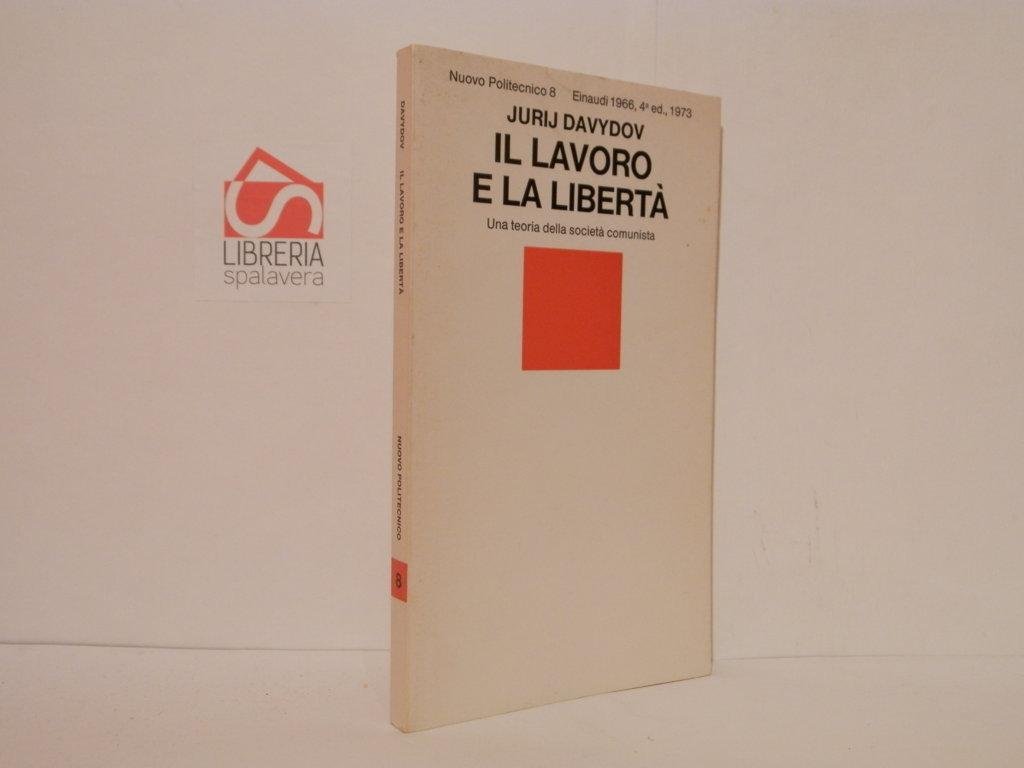 Nuovo Politecnico 8 Einaudi 1966, 4ª ed., 1973
JURIJ DAVYDOV
IL LAVORO
E LA LIBERTÀ
Una teoria della società comunista
DAVYDOV IL LAVORO E LA LIBERTÀ NUOVO POLITECNICO 8
LIBRERIA
spalavera